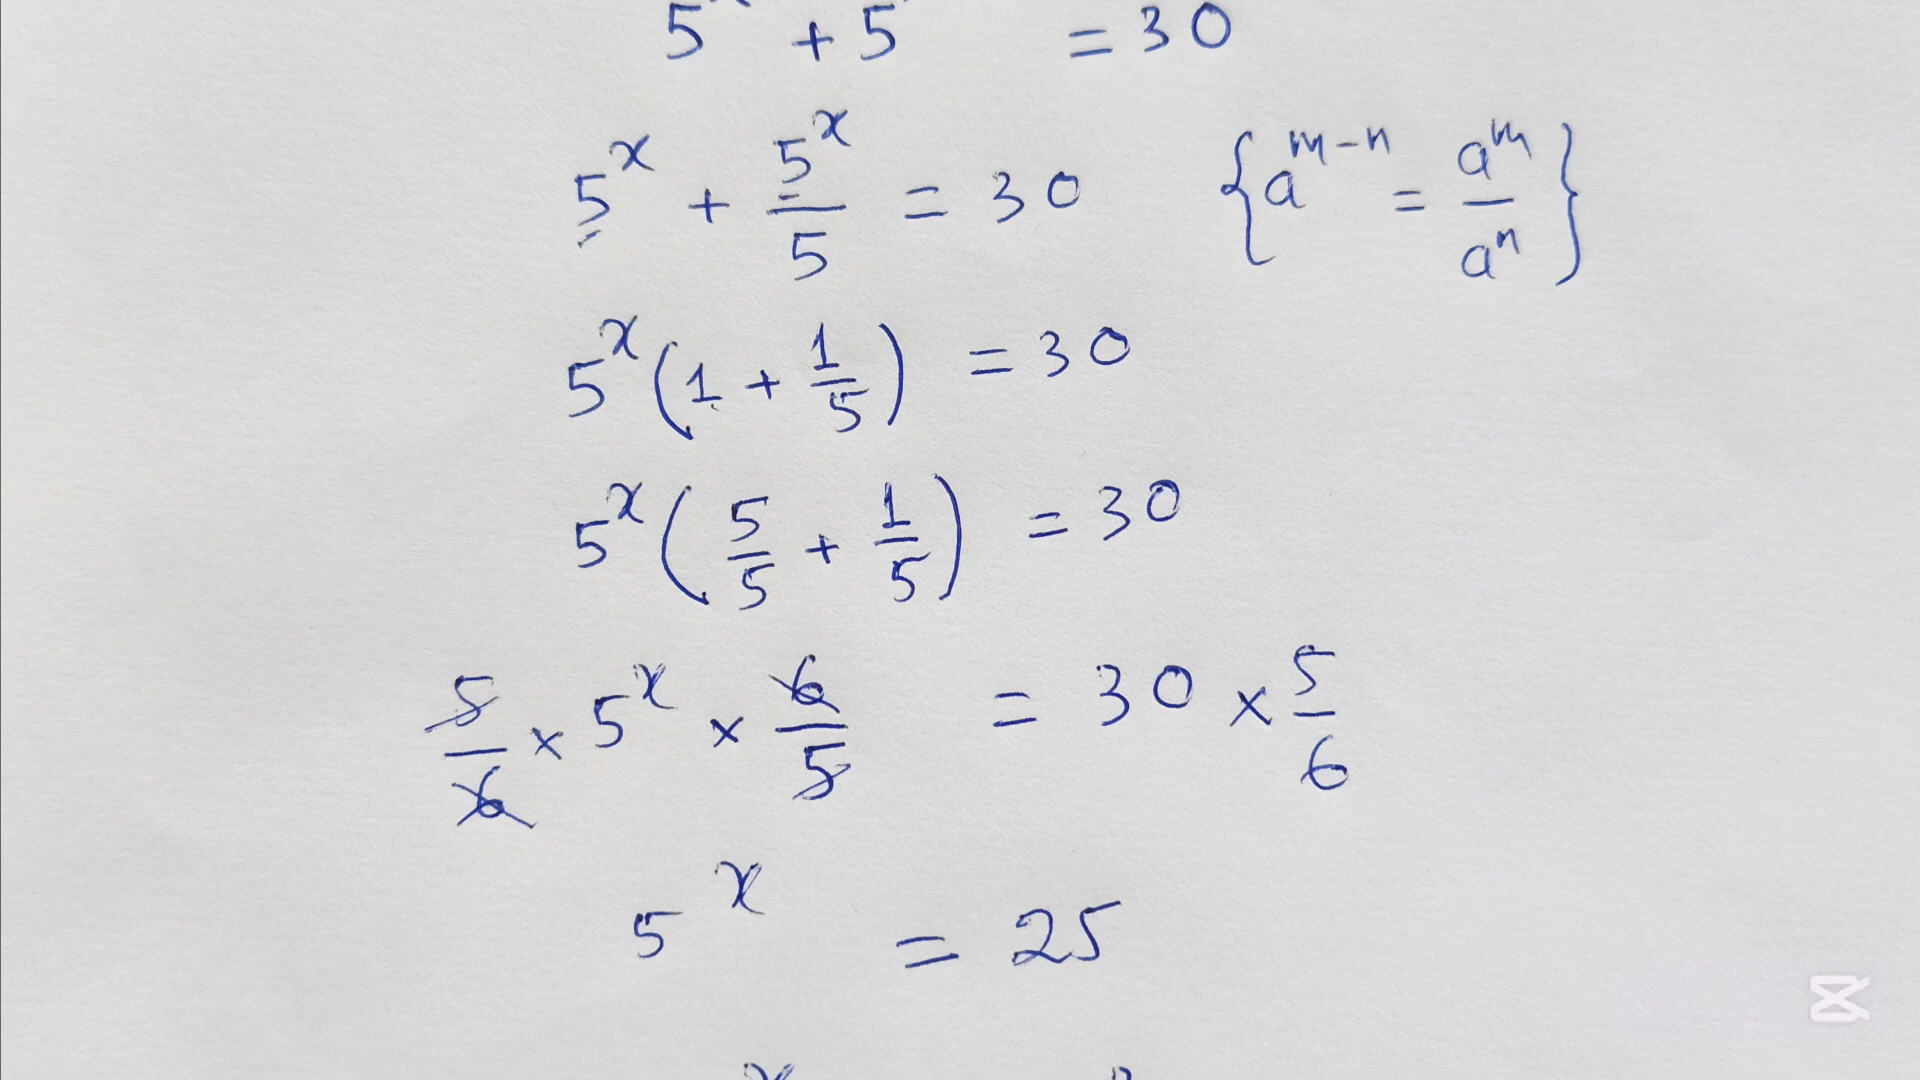 5 + 5 = 30
5^x + 5^x/5 = 30 {a^(m-n) = a^m/a^n}
5^x (1 + 1/5) = 30
5^x (5/5 + 1/5) = 30
5/6 × 5^x × 6/5 = 30 × 5/6
5^x = 25